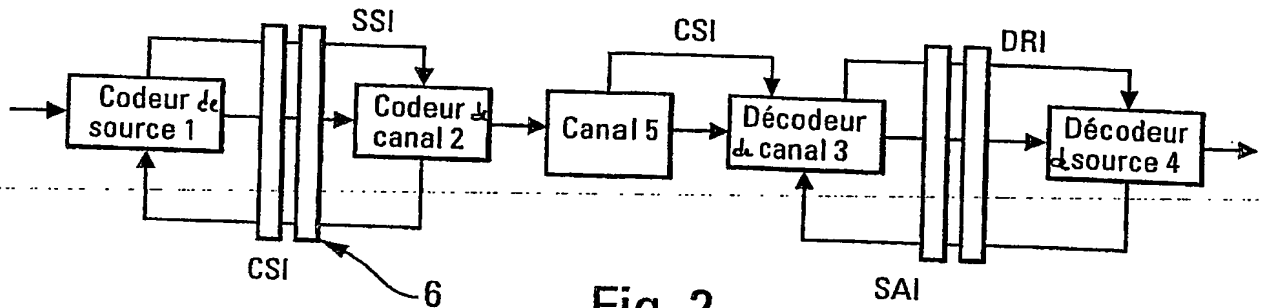 SSI
CSI
DRI
Codeur de
source 1
Codeur de
canal 2
Canal 5
Décodeur
de canal 3
Décodeur
d source 4
CSI
6
SAI
Fig. 2